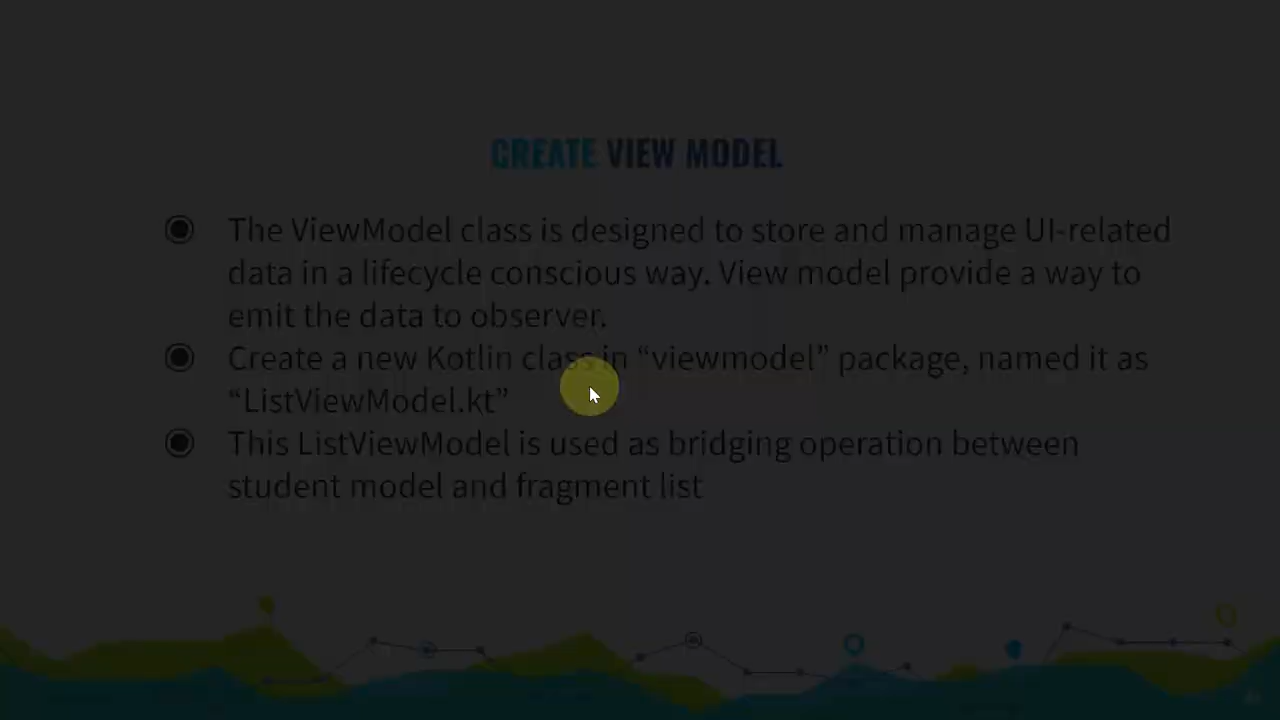 CREATE VIEW MODEL
The ViewModel class is designed to store and manage UI-related
data in a lifecycle conscious way. View model provide a way to
emit the data to observer.
Create a new Kotlin class in “viewmodel” package, named it as
“ListViewModel.kt”
This ListViewModel is used as bridging operation between
student model and fragment list